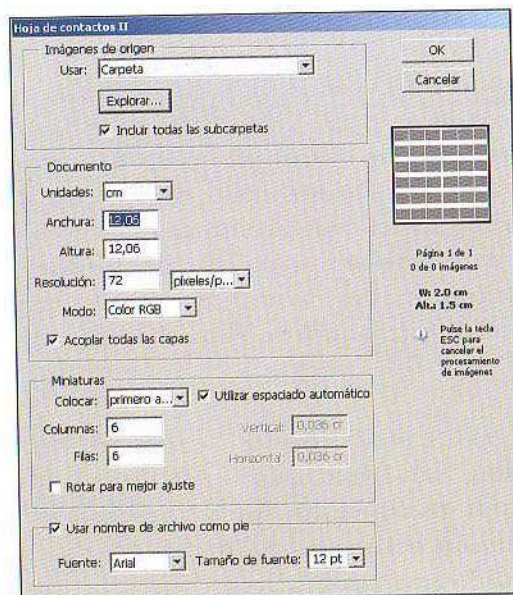 Hoja de contactos II
Imágenes de origen
Usar: Carpeta
Explorar...
Incluir todas las subcarpetas
Documento
Unidades: cm
Anchura: 12,06
Altura: 12,06
Resolución: 72 píxeles/p...
Modo: Color RGB
Acoplar todas las capas
Miniaturas
Colocar: primero a... Utilizar espaciado automático
Columnas: 6 Vertical: 0,036 cr
Filas: 6 Horizontal: 0,036 cr
Rotar para mejor ajuste
Usar nombre de archivo como pie
Fuente: Arial Tamaño de fuente: 12 pt
OK
Cancelar
Página 1 de 1
0 de 0 imágenes
W: 2.0 cm
Alt.: 1.5 cm
Pulse la tecla
ESC para
cancelar el
procesamiento
de imágenes